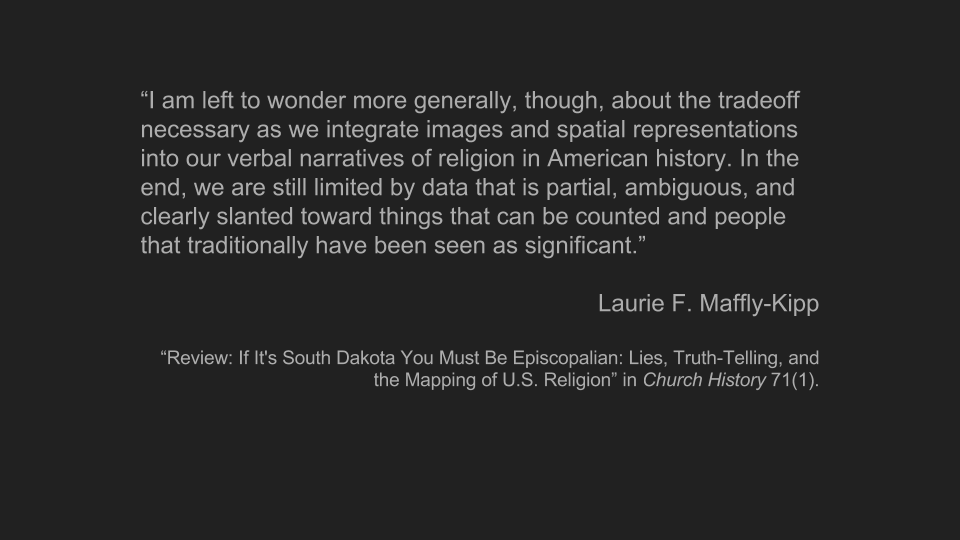 “I am left to wonder more generally, though, about the tradeoff
necessary as we integrate images and spatial representations
into our verbal narratives of religion in American history. In the
end, we are still limited by data that is partial, ambiguous, and
clearly slanted toward things that can be counted and people
that traditionally have been seen as significant.”
Laurie F. Maffly-Kipp
“Review: If It's South Dakota You Must Be Episcopalian: Lies, Truth-Telling, and
the Mapping of U.S. Religion” in Church History 71(1).